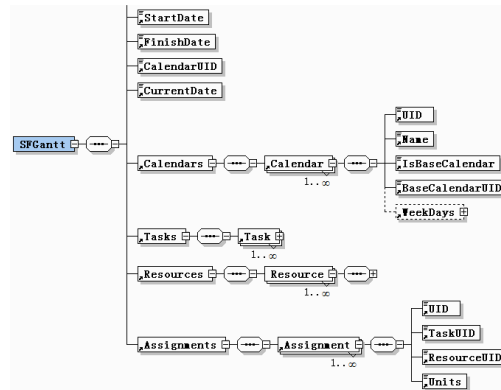 StartDate
FinishDate
CalendarUID
CurrentDate
SFGantt
Calendars
Calendar
1..∞
UID
Name
IsBaseCalendar
BaseCalendarUID
WeekDays
Tasks
Task
1..∞
Resources
Resource
1..∞
Assignments
Assignment
1..∞
UID
TaskUID
ResourceUID
Units